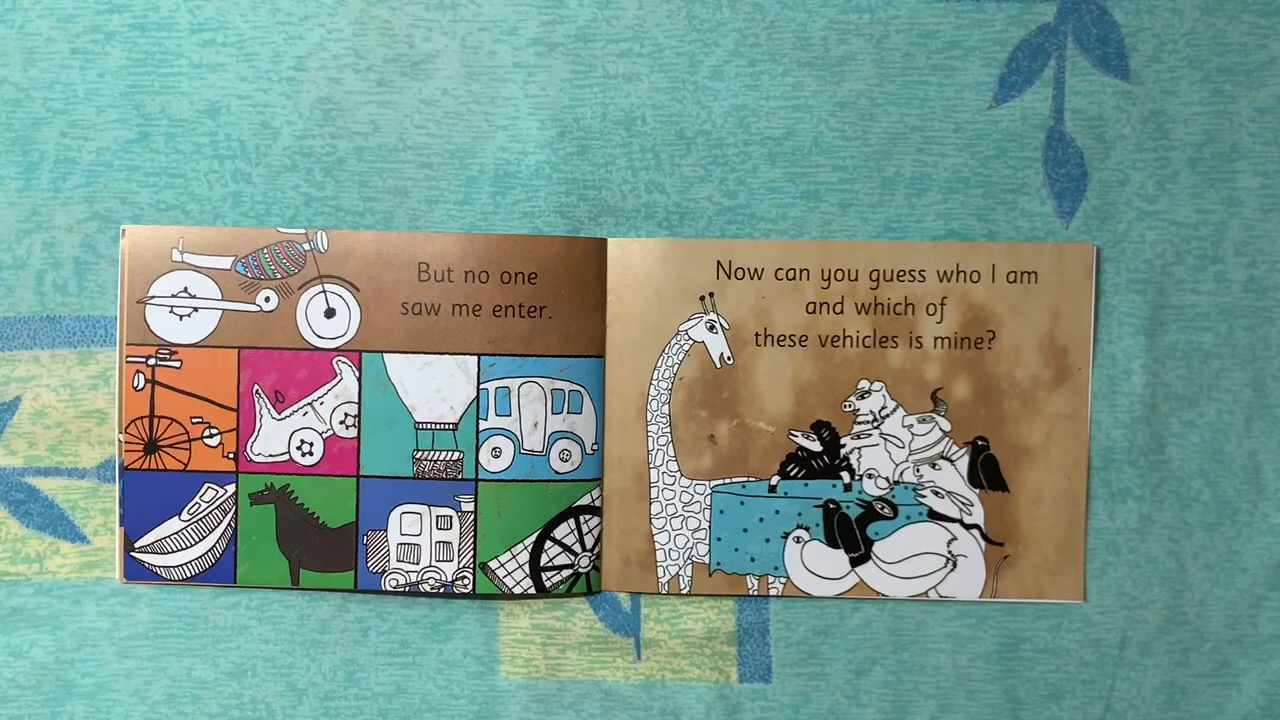 But no one
saw me enter.
Now can you guess who I am
and which of
these vehicles is mine?